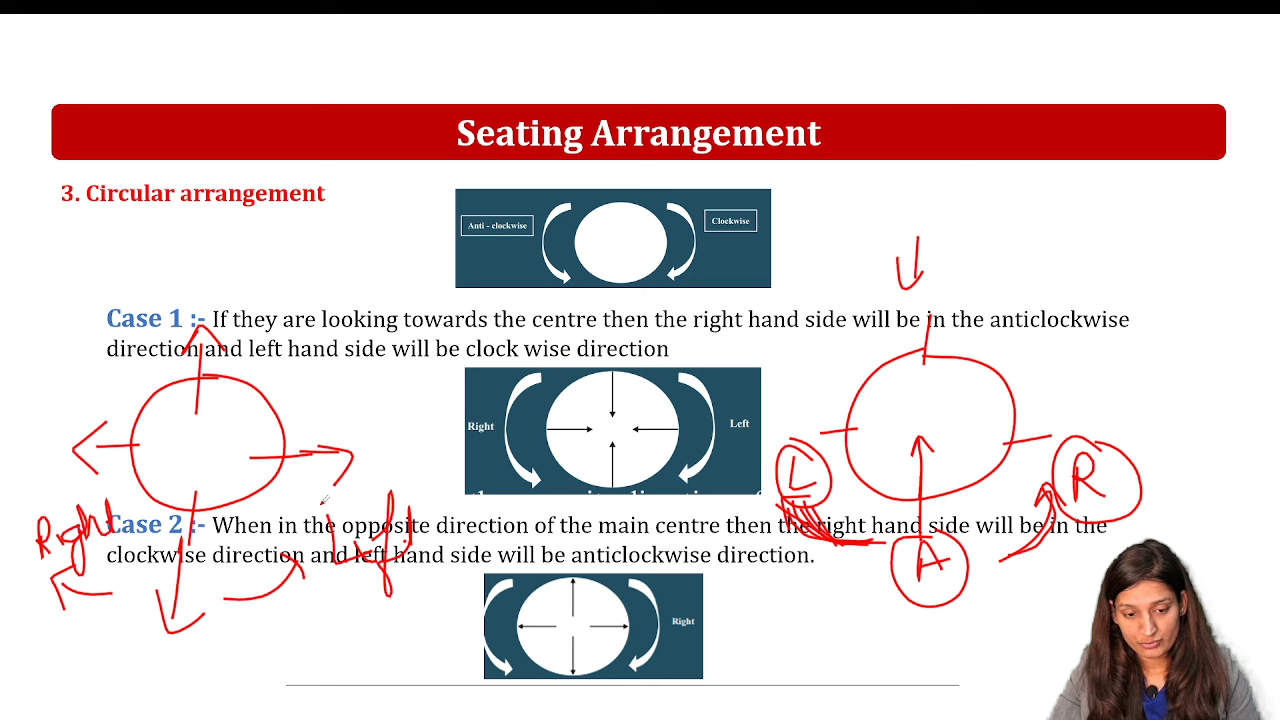 Seating Arrangement
3. Circular arrangement
Anti - clockwise
Clockwise
Case 1 :- If they are looking towards the centre then the right hand side will be in the anticlockwise
direction and left hand side will be clock wise direction
Right
Left
L
R
Case 2 :- When in the opposite direction of the main centre then the right hand side will be in the
clockwise direction and left hand side will be anticlockwise direction.
Right
Left
A
Right